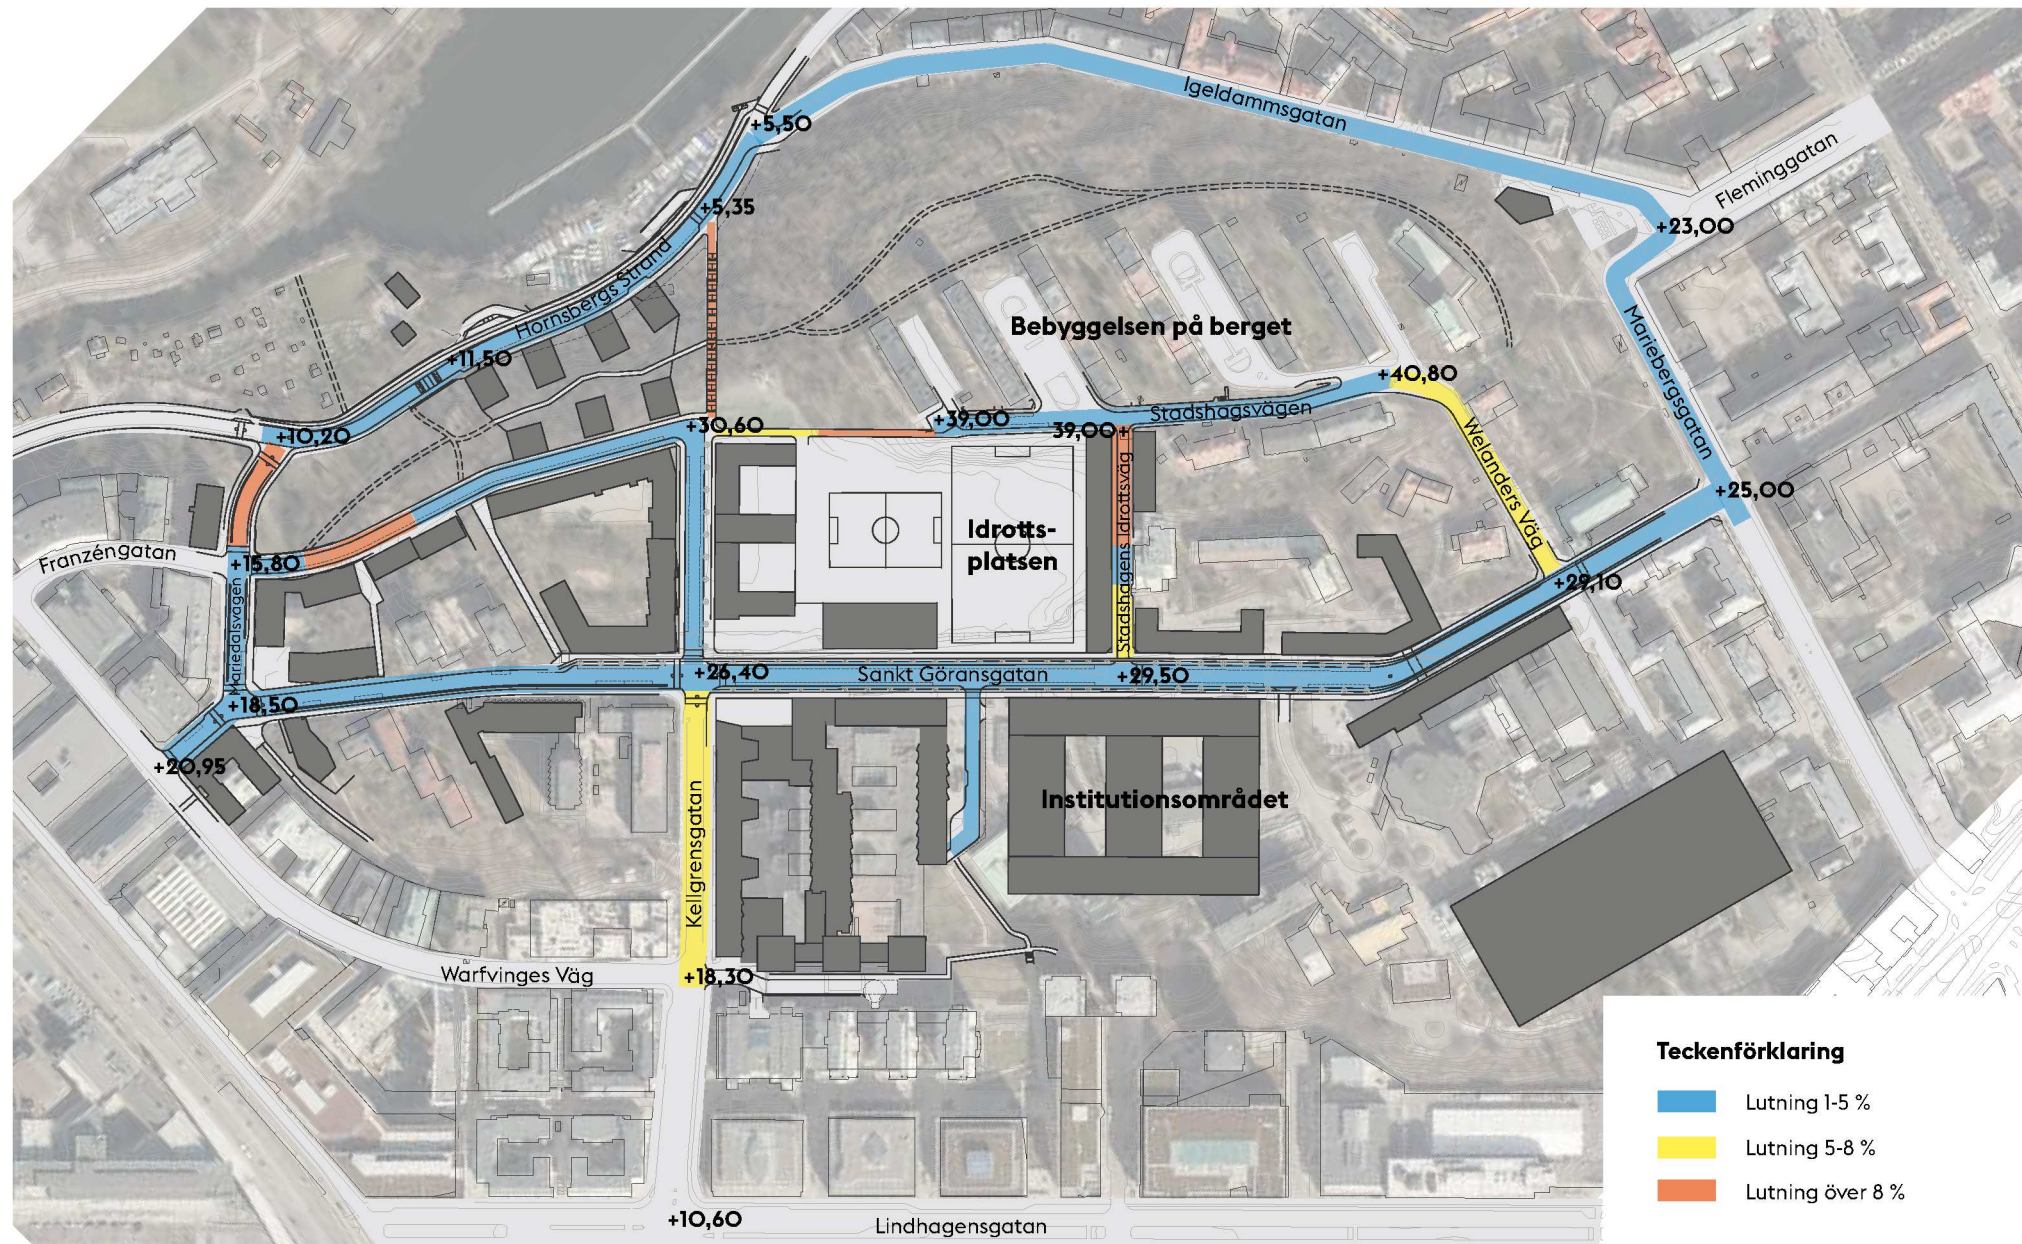 Igeldammsgatan
+5,50
Fleminggatan
+5,35
+23,00
Hornsbergs Strand
Bebyggelsen på berget
+11,50
Mariebergsgatan
+40,80
Stadshagsvägen
+39,00
39,00+
+30,60
+10,20
Welanders Väg
Stadshagens Idrottsväg
+25,00
Idrotts-
platsen
Franzéngatan
+15,80
+29,10
Mariedalsvägen
+26,40
Sankt Göransgatan
+29,50
+18,50
+20,95
Kellgrensgatan
Institutionsområdet
Warfvinges Väg
+18,30
+10,60
Lindhagensgatan
Teckenförklaring
Lutning 1-5 %
Lutning 5-8 %
Lutning över 8 %